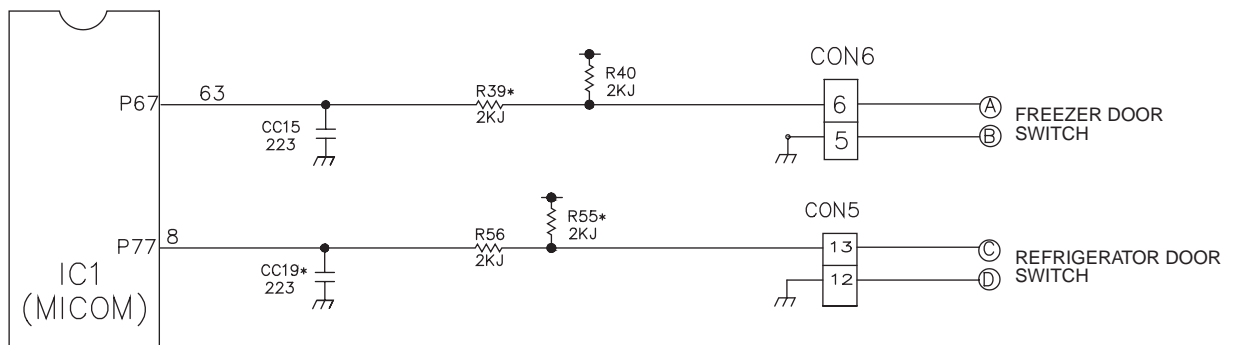 CON6
R40
2KJ
P67
63
R39*
2KJ
6
A
FREEZER DOOR
SWITCH
CC15
223
5
B
CON5
R55*
2KJ
P77
8
R56
2KJ
13
C
REFRIGERATOR DOOR
SWITCH
CC19*
223
12
D
IC1
(MICOM)